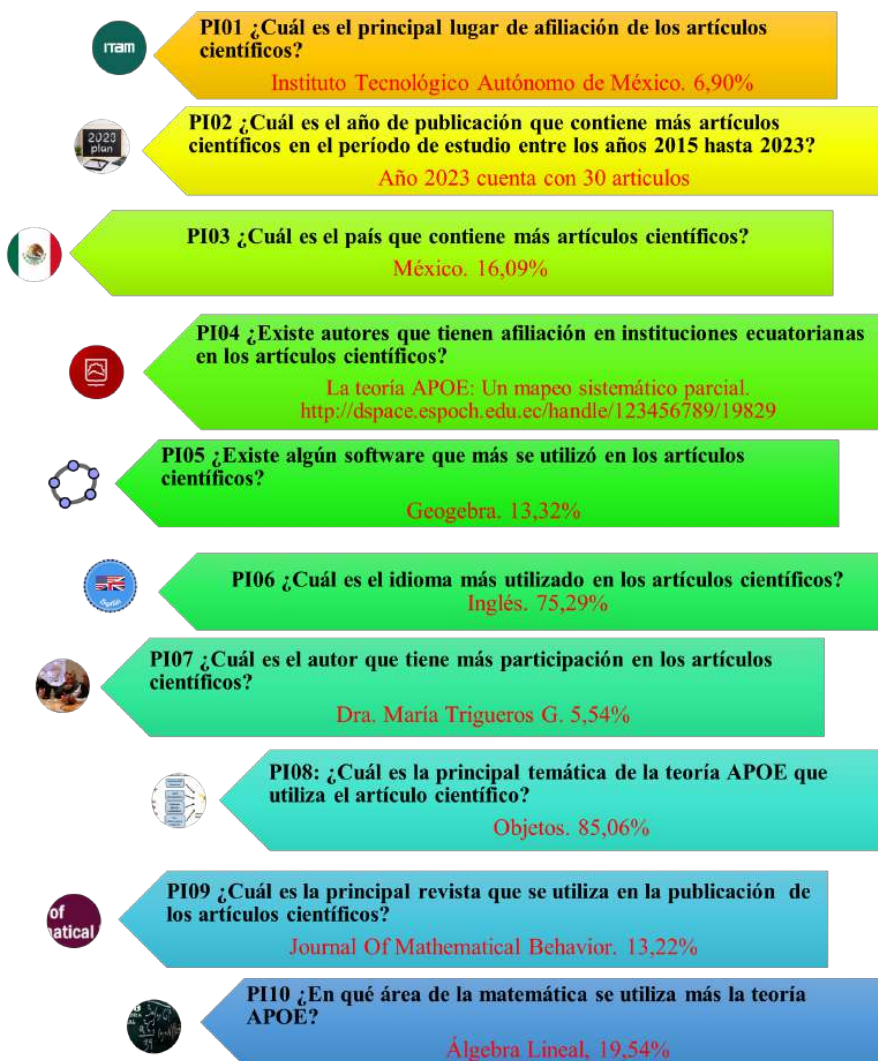 ITAM
PI01 ¿Cuál es el principal lugar de afiliación de los artículos
científicos?
Instituto Tecnológico Autónomo de México. 6,90%
2023
plan
PI02 ¿Cuál es el año de publicación que contiene más artículos
científicos en el período de estudio entre los años 2015 hasta 2023?
Año 2023 cuenta con 30 articulos
PI03 ¿Cuál es el país que contiene más artículos científicos?
México. 16,09%
PI04 ¿Existe autores que tienen afiliación en instituciones ecuatorianas
en los artículos científicos?
La teoría APOE: Un mapeo sistemático parcial.
http://dspace.espoch.edu.ec/handle/123456789/19829
PI05 ¿Existe algún software que más se utilizó en los artículos
científicos?
Geogebra. 13,32%
PI06 ¿Cuál es el idioma más utilizado en los artículos científicos?
Inglés. 75,29%
PI07 ¿Cuál es el autor que tiene más participación en los artículos
científicos?
Dra. María Trigueros G. 5,54%
PI08: ¿Cuál es la principal temática de la teoría APOE que
utiliza el artículo científico?
Objetos. 85,06%
of
natical
PI09 ¿Cuál es la principal revista que se utiliza en la publicación de
los artículos científicos?
Journal Of Mathematical Behavior. 13,22%
PI10 ¿En qué área de la matemática se utiliza más la teoría
APOE?
Álgebra Lineal, 19,54%